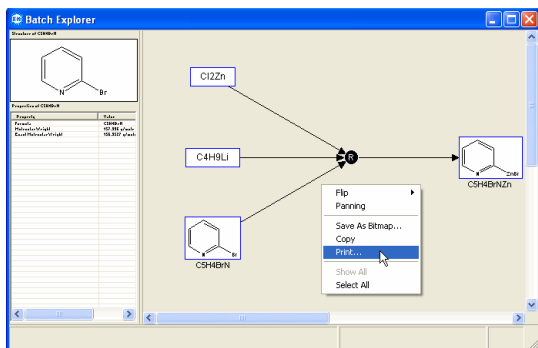 Batch Explorer
Structure of C5H4BrN
N
Br
Properties of C5H4BrN
Property Value
Formula C5H4BrN
Molecular Weight
Exact Molecular Weight
Cl2Zn
C4H9Li
R
N
Br
C5H4BrN
N
ZnBr
C5H4BrNZn
Flip
Panning
Save As Bitmap...
Copy
Print...
Show All
Select All